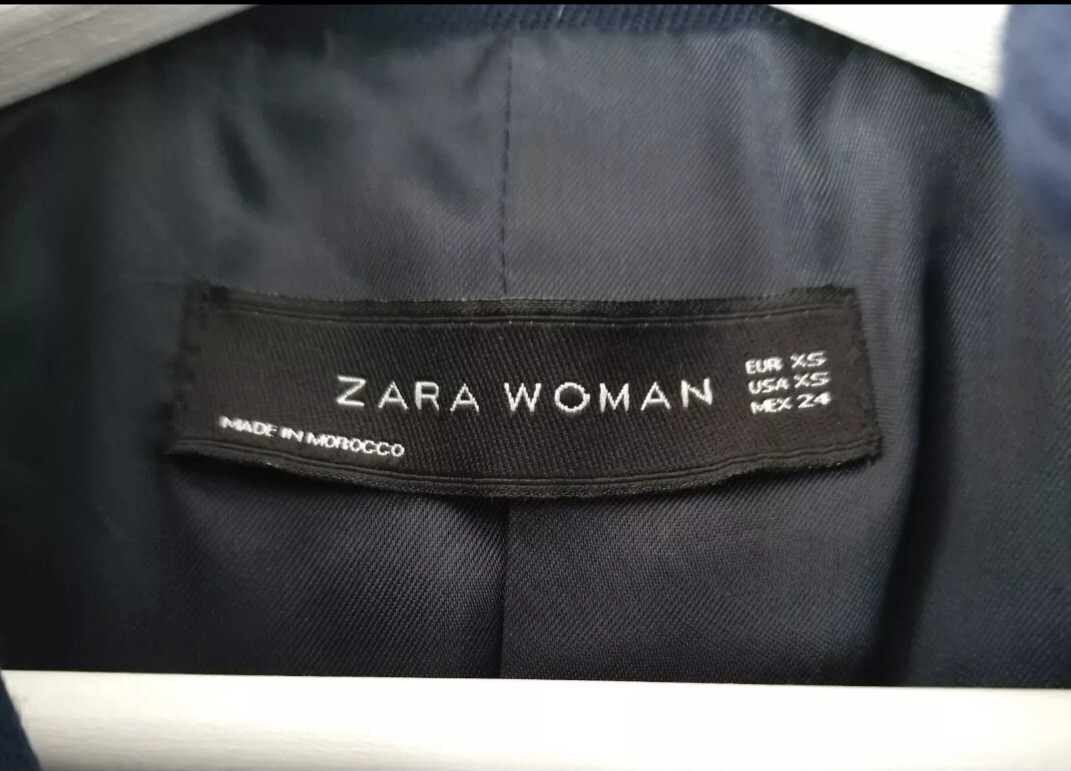 ZARA WOMAN
EUR XS
USA XS
MEX 24
MADE IN MOROCCO